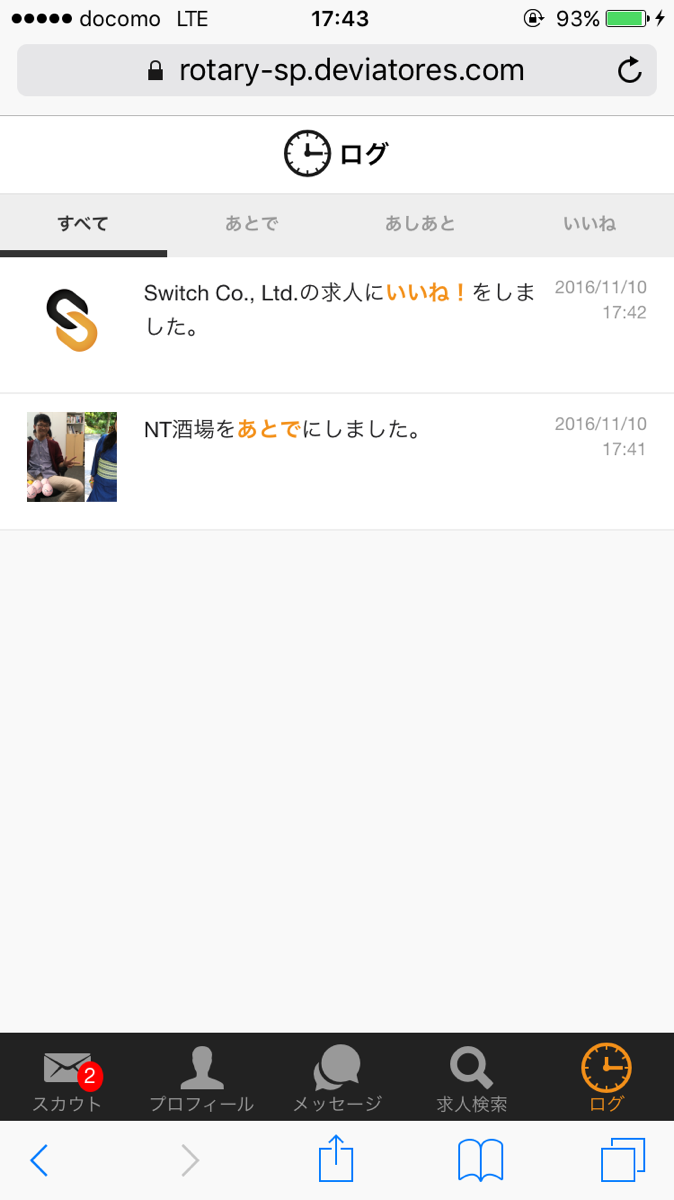 docomo LTE 17:43 93%
rotary-sp.deviatores.com
ログ
すべて あとで あしあと いいね
Switch Co., Ltd.の求人にいいね！をしま
した。
2016/11/10
17:42
NT酒場をあとでにしました。
2016/11/10
17:41
2
スカウト プロフィール メッセージ 求人検索 ログ